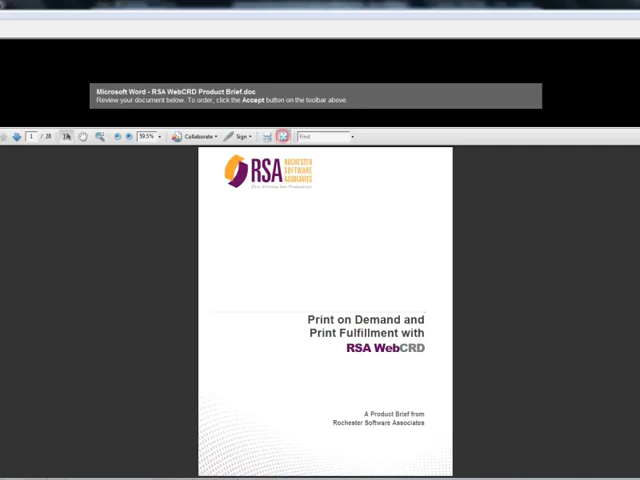 Microsoft Word - RSA WebCRD Product Brief.doc
Review your document below. To order, click the Accept button on the toolbar above.
1 / 28
59.5%
Collaborate
Sign
Find
RSA
ROCHESTER
SOFTWARE
ASSOCIATES
Print on Demand and
Print Fulfillment with
RSA WebCRD
A Product Brief from
Rochester Software Associates